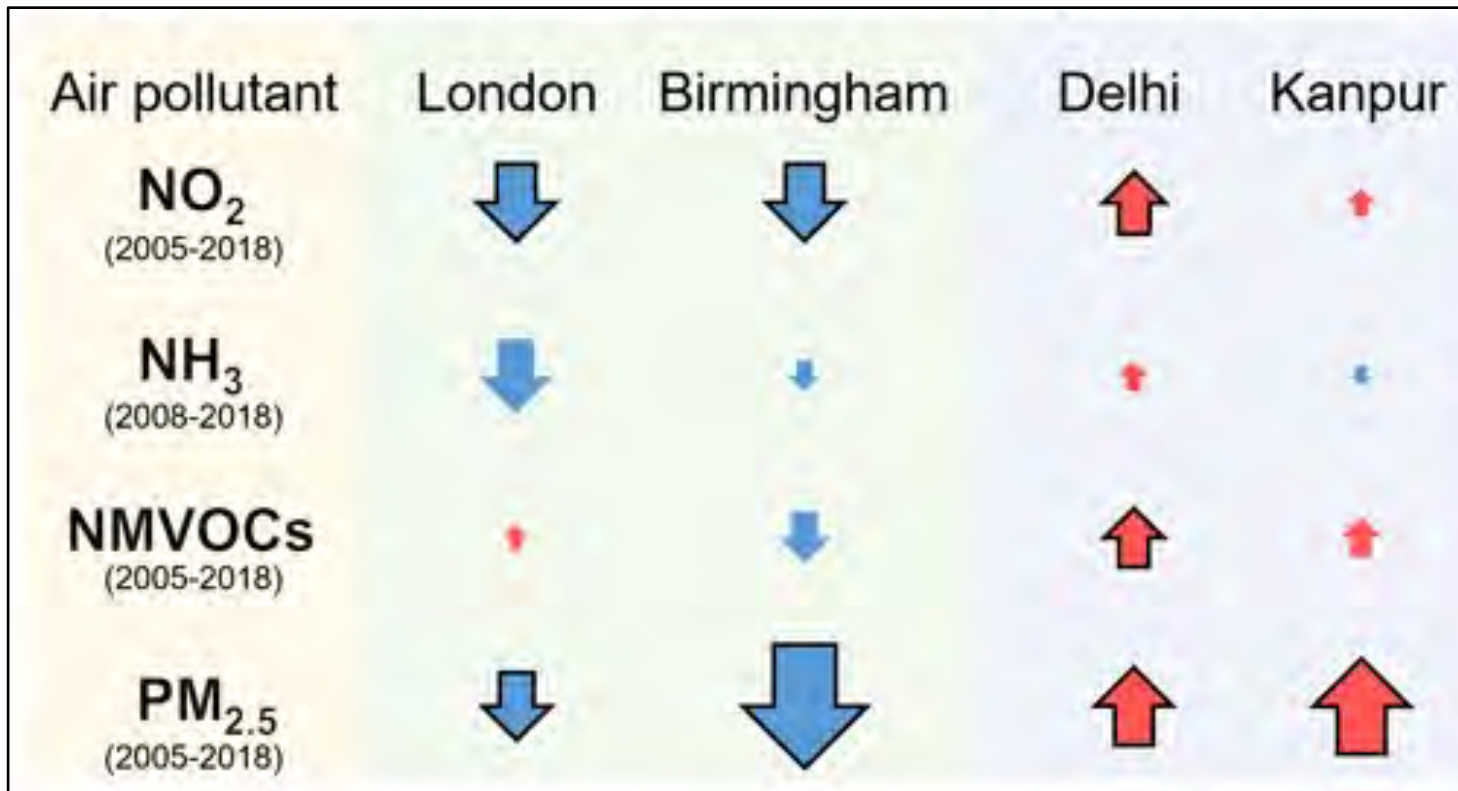 Air pollutant London Birmingham Delhi Kanpur
NO₂
(2005-2018)
NH₃
(2008-2018)
NMVOCs
(2005-2018)
PM₂.₅
(2005-2018)